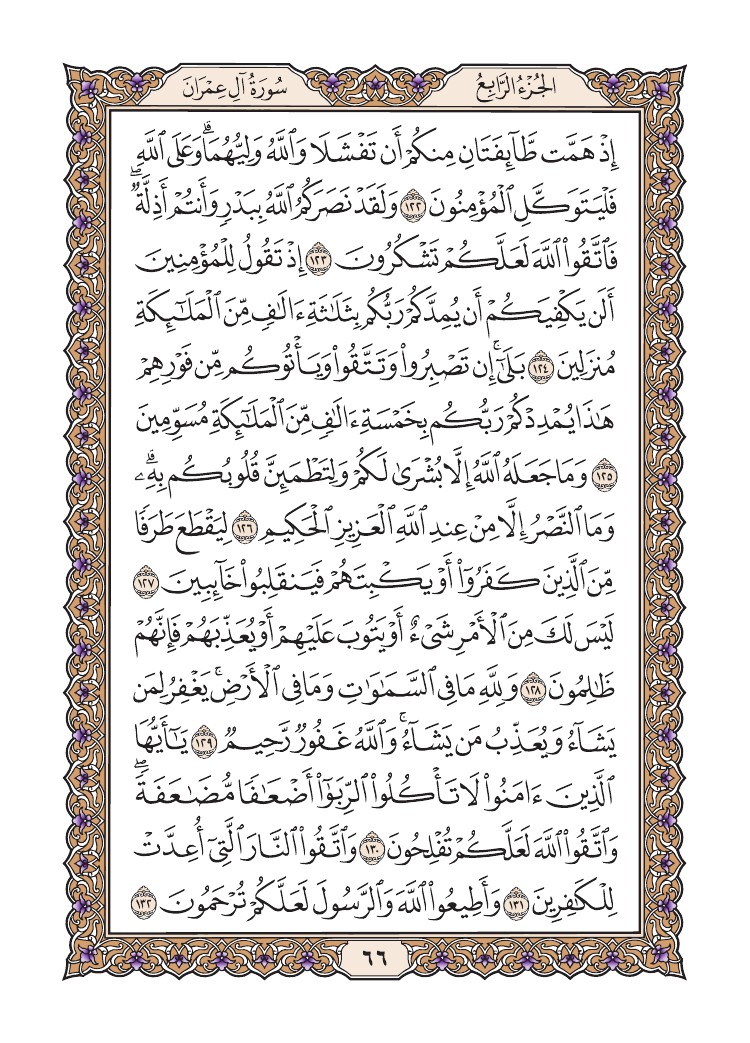 الجُزْءُ الرَّابِعُ
سُورَةُ آلِ عِمْرَانَ
إِذْ هَمَّت طَّآئِفَتَانِ مِنكُمْ أَن تَفْشَلَا وَٱللَّهُ وَلِيُّهُمَاۗ وَعَلَى ٱللَّهِ
فَلْيَتَوَكَّلِ ٱلْمُؤْمِنُونَ ١٢٢ وَلَقَدْ نَصَرَكُمُ ٱللَّهُ بِبَدْرٍ وَأَنتُمْ أَذِلَّةٌۖ
فَٱتَّقُوا۟ ٱللَّهَ لَعَلَّكُمْ تَشْكُرُونَ ١٢٣ إِذْ تَقُولُ لِلْمُؤْمِنِينَ
أَلَن يَكْفِيَكُمْ أَن يُمِدَّكُمْ رَبُّكُم بِثَلَـٰثَةِ ءَالَـٰفٍ مِّنَ ٱلْمَلَـٰٓئِكَةِ
مُنزَلِينَ ١٢٤ بَلَىٰٓۚ إِن تَصْبِرُوا۟ وَتَتَّقُوا۟ وَيَأْتُوكُم مِّن فَوْرِهِمْ
هَـٰذَا يُمْدِدْكُمْ رَبُّكُم بِخَمْسَةِ ءَالَـٰفٍ مِّنَ ٱلْمَلَـٰٓئِكَةِ مُسَوِّمِينَ
١٢٥ وَمَا جَعَلَهُ ٱللَّهُ إِلَّا بُشْرَىٰ لَكُمْ وَلِتَطْمَئِنَّ قُلُوبُكُم بِهِۦۗ
وَمَا ٱلنَّصْرُ إِلَّا مِنْ عِندِ ٱللَّهِ ٱلْعَزِيزِ ٱلْحَكِيمِ ١٢٦ لِيَقْطَعَ طَرَفًا
مِّنَ ٱلَّذِينَ كَفَرُوٓا۟ أَوْ يَكْبِتَهُمْ فَيَنقَلِبُوا۟ خَآئِبِينَ ١٢٧
لَيْسَ لَكَ مِنَ ٱلْأَمْرِ شَىْءٌ أَوْ يَتُوبَ عَلَيْهِمْ أَوْ يُعَذِّبَهُمْ فَإِنَّهُمْ
ظَـٰلِمُونَ ١٢٨ وَلِلَّهِ مَا فِى ٱلسَّمَـٰوَٰتِ وَمَا فِى ٱلْأَرْضِۚ يَغْفِرُ لِمَن
يَشَآءُ وَيُعَذِّبُ مَن يَشَآءُۚ وَٱللَّهُ غَفُورٌ رَّحِيمٌ ١٢٩ يَـٰٓأَيُّهَا
ٱلَّذِينَ ءَامَنُوا۟ لَا تَأْكُلُوا۟ ٱلرِّبَوٰٓا۟ أَضْعَـٰفًا مُّضَـٰعَفَةًۖ
وَٱتَّقُوا۟ ٱللَّهَ لَعَلَّكُمْ تُفْلِحُونَ ١٣٠ وَٱتَّقُوا۟ ٱلنَّارَ ٱلَّتِىٓ أُعِدَّتْ
لِلْكَـٰفِرِينَ ١٣١ وَأَطِيعُوا۟ ٱللَّهَ وَٱلرَّسُولَ لَعَلَّكُمْ تُرْحَمُونَ ١٣٢
٦٦